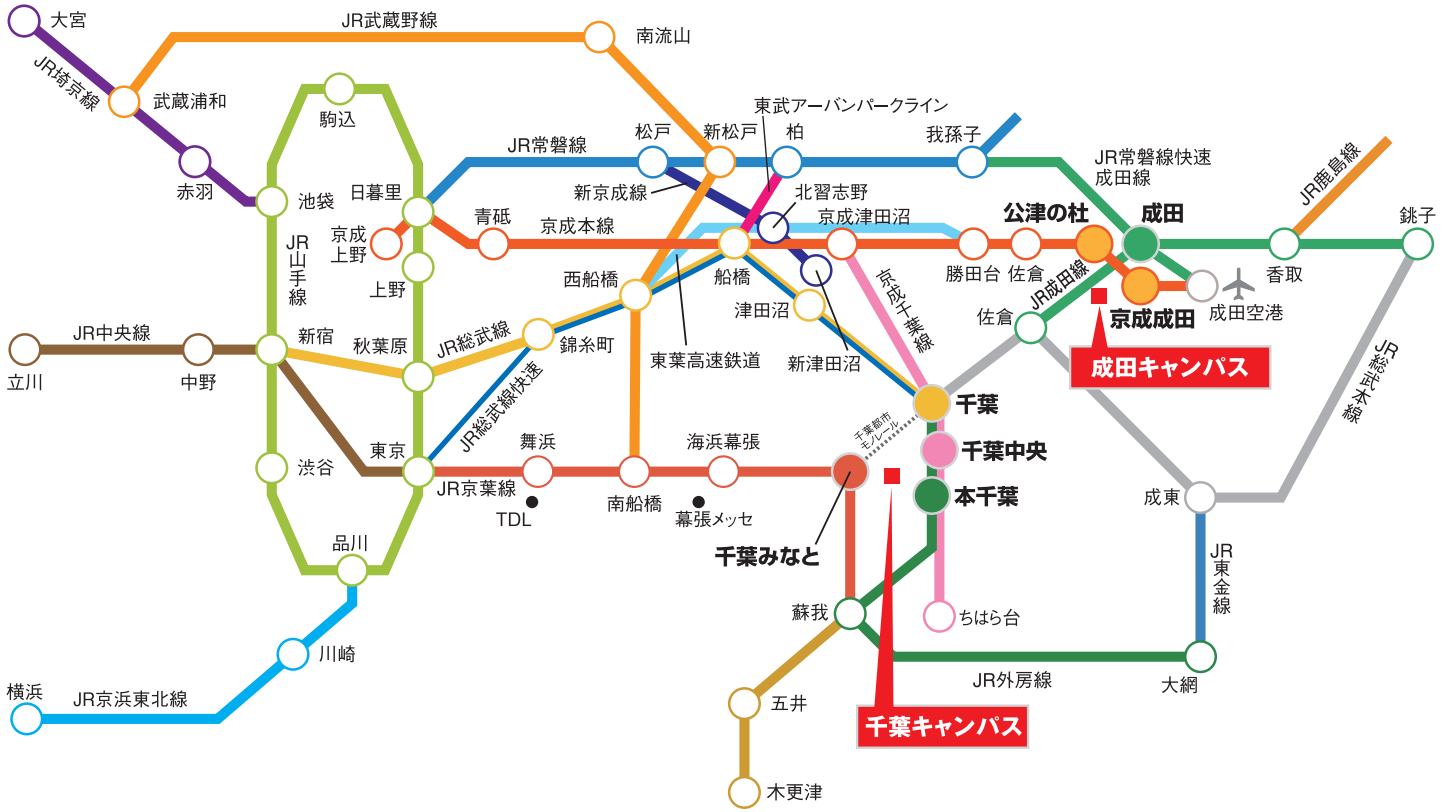 大宮
JR武蔵野線
南流山
JR埼京線
武蔵浦和
駒込
東武アーバンパークライン
松戸
新松戸
柏
我孫子
JR常磐線
JR常磐線快速
成田線
JR鹿島線
赤羽
池袋
日暮里
新京成線
北習志野
京成
上野
青砥
京成本線
京成津田沼
公津の杜
成田
銚子
JR
山
手
線
上野
西船橋
船橋
勝田台
佐倉
JR成田線
香取
京成千葉線
津田沼
佐倉
京成成田
成田空港
JR中央線
新宿
秋葉原
JR総武線
錦糸町
東葉高速鉄道
新津田沼
成田キャンパス
JR総武本線
立川
中野
JR総武線快速
千葉
千葉都市
モノレール
東京
舞浜
海浜幕張
千葉中央
渋谷
JR京葉線
TDL
南船橋
幕張メッセ
本千葉
成東
品川
千葉みなと
JR
東
金
線
蘇我
ちはら台
川崎
JR外房線
大網
横浜
JR京浜東北線
五井
千葉キャンパス
木更津